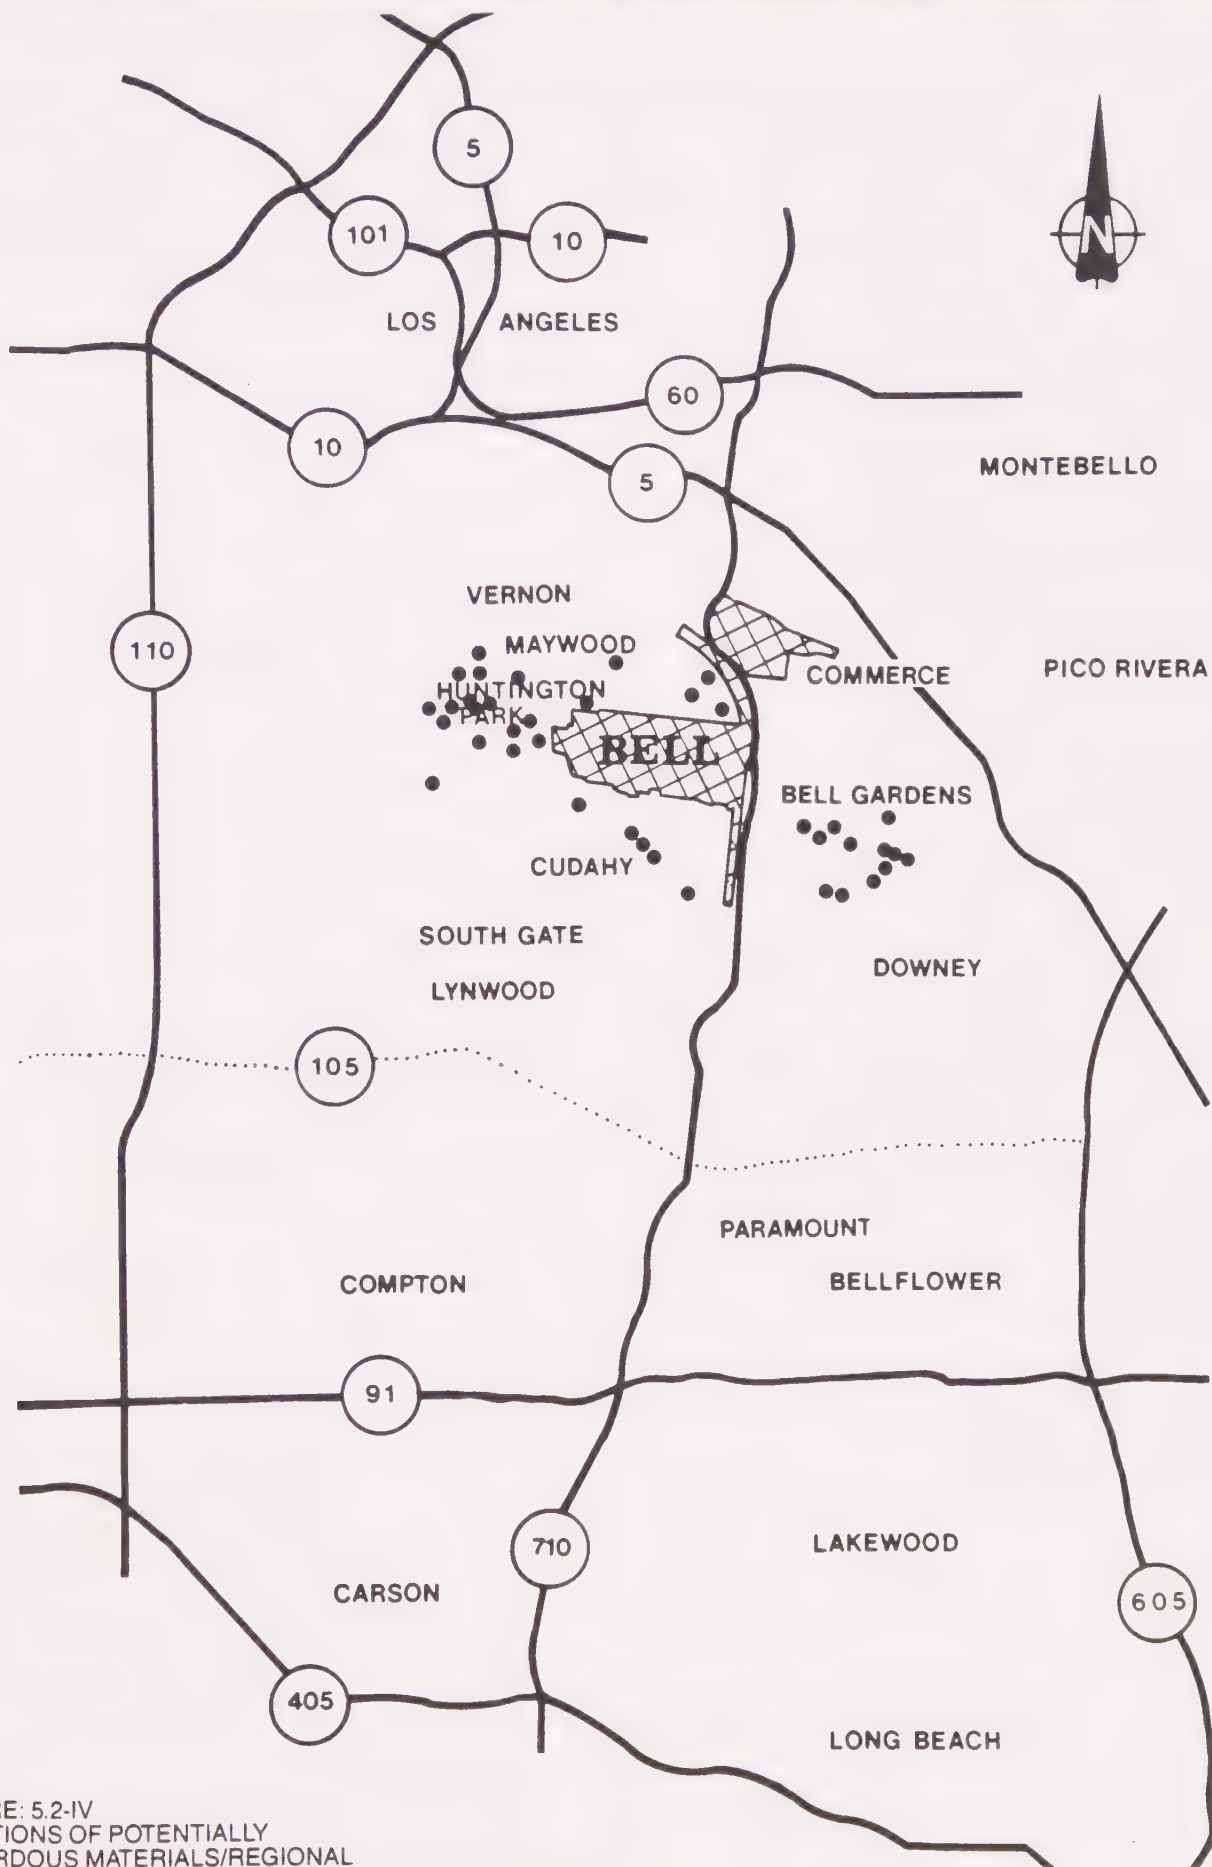 5
101
10
N
LOS ANGELES
60
10
5
MONTEBELLO
VERNON
110
MAYWOOD
COMMERCE
PICO RIVERA
HUNTINGTON
PARK
BELL
BELL GARDENS
CUDAHY
SOUTH GATE
DOWNEY
LYNWOOD
105
PARAMOUNT
COMPTON
BELLFLOWER
91
710
LAKEWOOD
CARSON
605
405
LONG BEACH
5.2-IV
OF POTENTIALLY
MATERIALS/REGIONAL